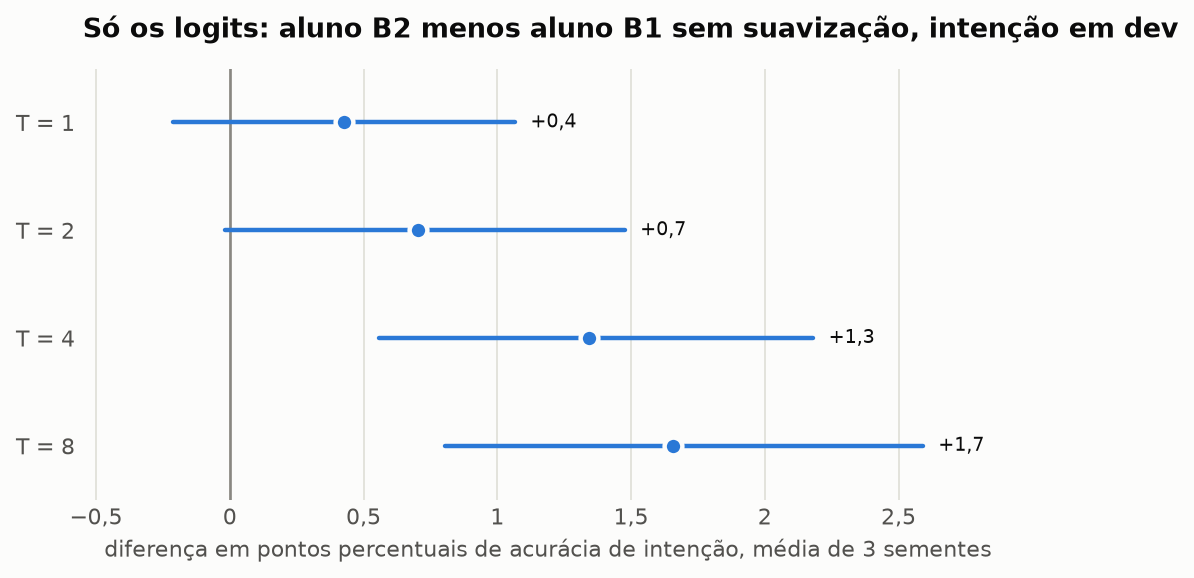 Só os logits: aluno B2 menos aluno B1 sem suavização, intenção em dev
T = 1
+0,4
T = 2
+0,7
T = 4
+1,3
T = 8
+1,7
−0,5 0 0,5 1 1,5 2 2,5
diferença em pontos percentuais de acurácia de intenção, média de 3 sementes